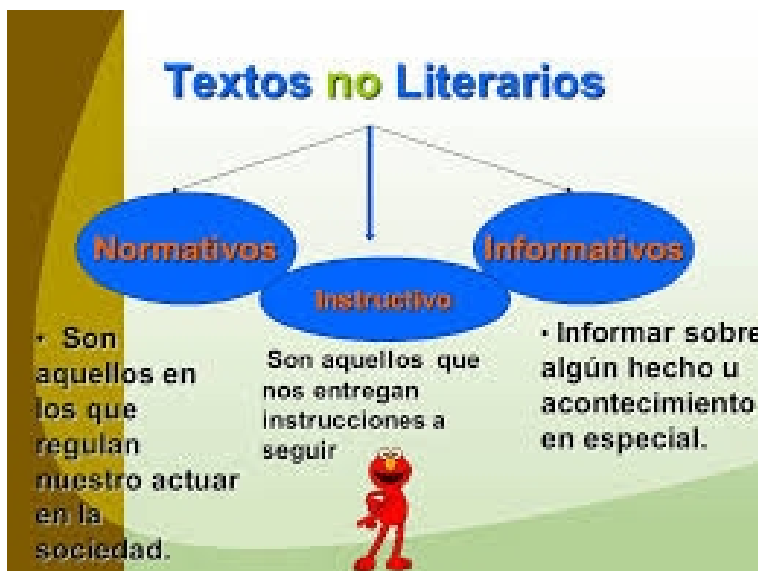 Textos no Literarios
Normativos
Instructivo
Informativos
• Son
aquellos en
los que
regulan
nuestro actuar
en la
sociedad.
Son aquellos que
nos entregan
instrucciones a
seguir
• Informar sobre
algún hecho u
acontecimiento
en especial.